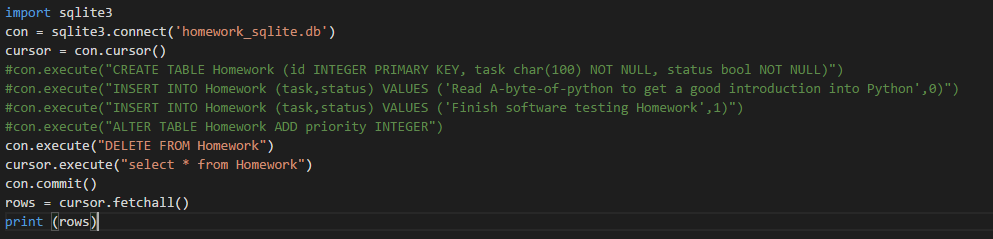 import sqlite3
con = sqlite3.connect('homework_sqlite.db')
cursor = con.cursor()
#con.execute("CREATE TABLE Homework (id INTEGER PRIMARY KEY, task char(100) NOT NULL, status bool NOT NULL)")
#con.execute("INSERT INTO Homework (task,status) VALUES ('Read A-byte-of-python to get a good introduction into Python',0)")
#con.execute("INSERT INTO Homework (task,status) VALUES ('Finish software testing Homework',1)")
#con.execute("ALTER TABLE Homework ADD priority INTEGER")
con.execute("DELETE FROM Homework")
cursor.execute("select * from Homework")
con.commit()
rows = cursor.fetchall()
print (rows)